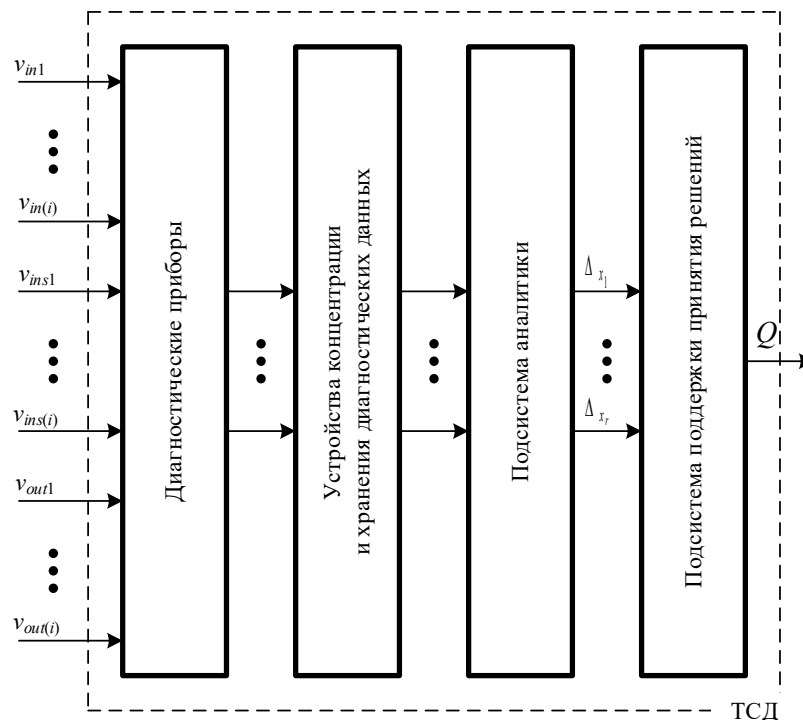 v_in1
v_in(i)
v_ins1
v_ins(i)
v_out1
v_out(i)
Диагностические приборы
Устройства концентрации
и хранения диагностических данных
Подсистема аналитики
Δ_x1
Δ_xr
Подсистема поддержки принятия решений
Q
ТСД